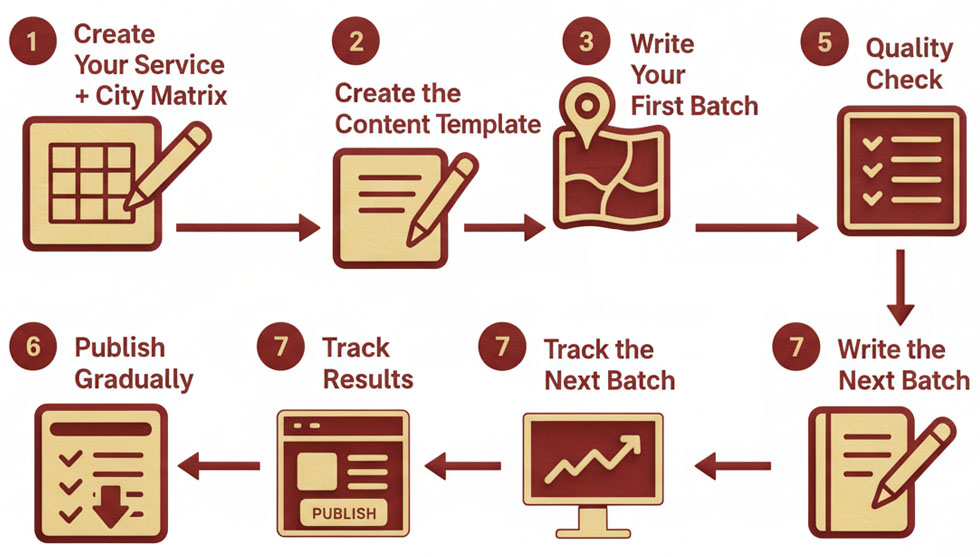 1
Create
Your Service
+ City Matrix
2
Create the
Content Template
3
Write
Your
First Batch
5
Quality
Check
6
Publish
Gradually
7
Track
Results
PUBLISH
7
Track the
Next Batch
7
Write the
Next Batch